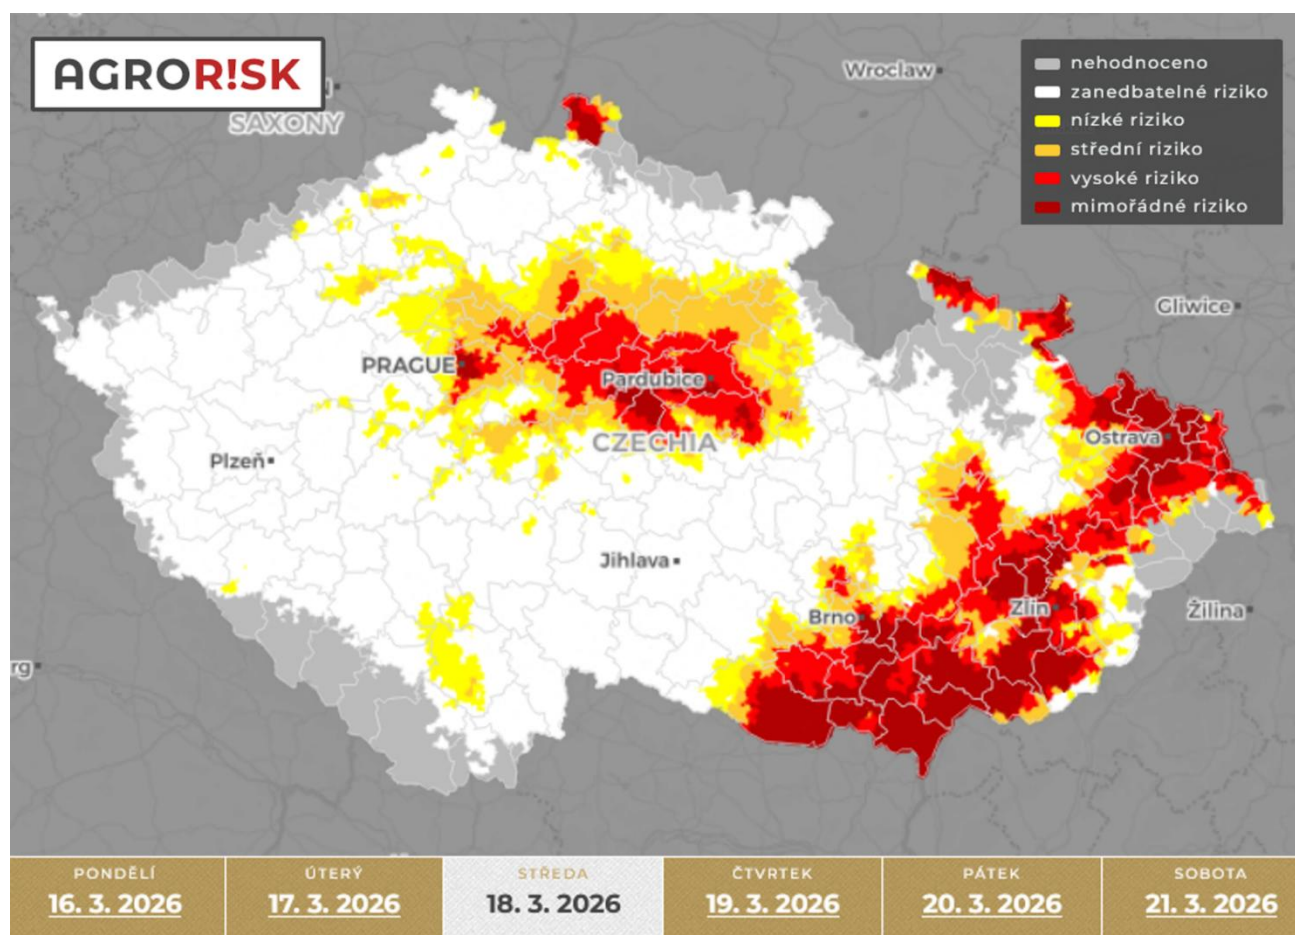 AGROR!SK
SAXONY
Wroclaw
nehodnoceno
zanedbatelné riziko
nízké riziko
střední riziko
vysoké riziko
mimořádné riziko
Gliwice
PRAGUE
Pardubice
CZECHIA
Ostrava
Plzeň
Jihlava
Brno
Zlín
Žilina
rg
PONDĚLÍ
16. 3. 2026
ÚTERÝ
17. 3. 2026
STŘEDA
18. 3. 2026
ČTVRTEK
19. 3. 2026
PÁTEK
20. 3. 2026
SOBOTA
21. 3. 2026